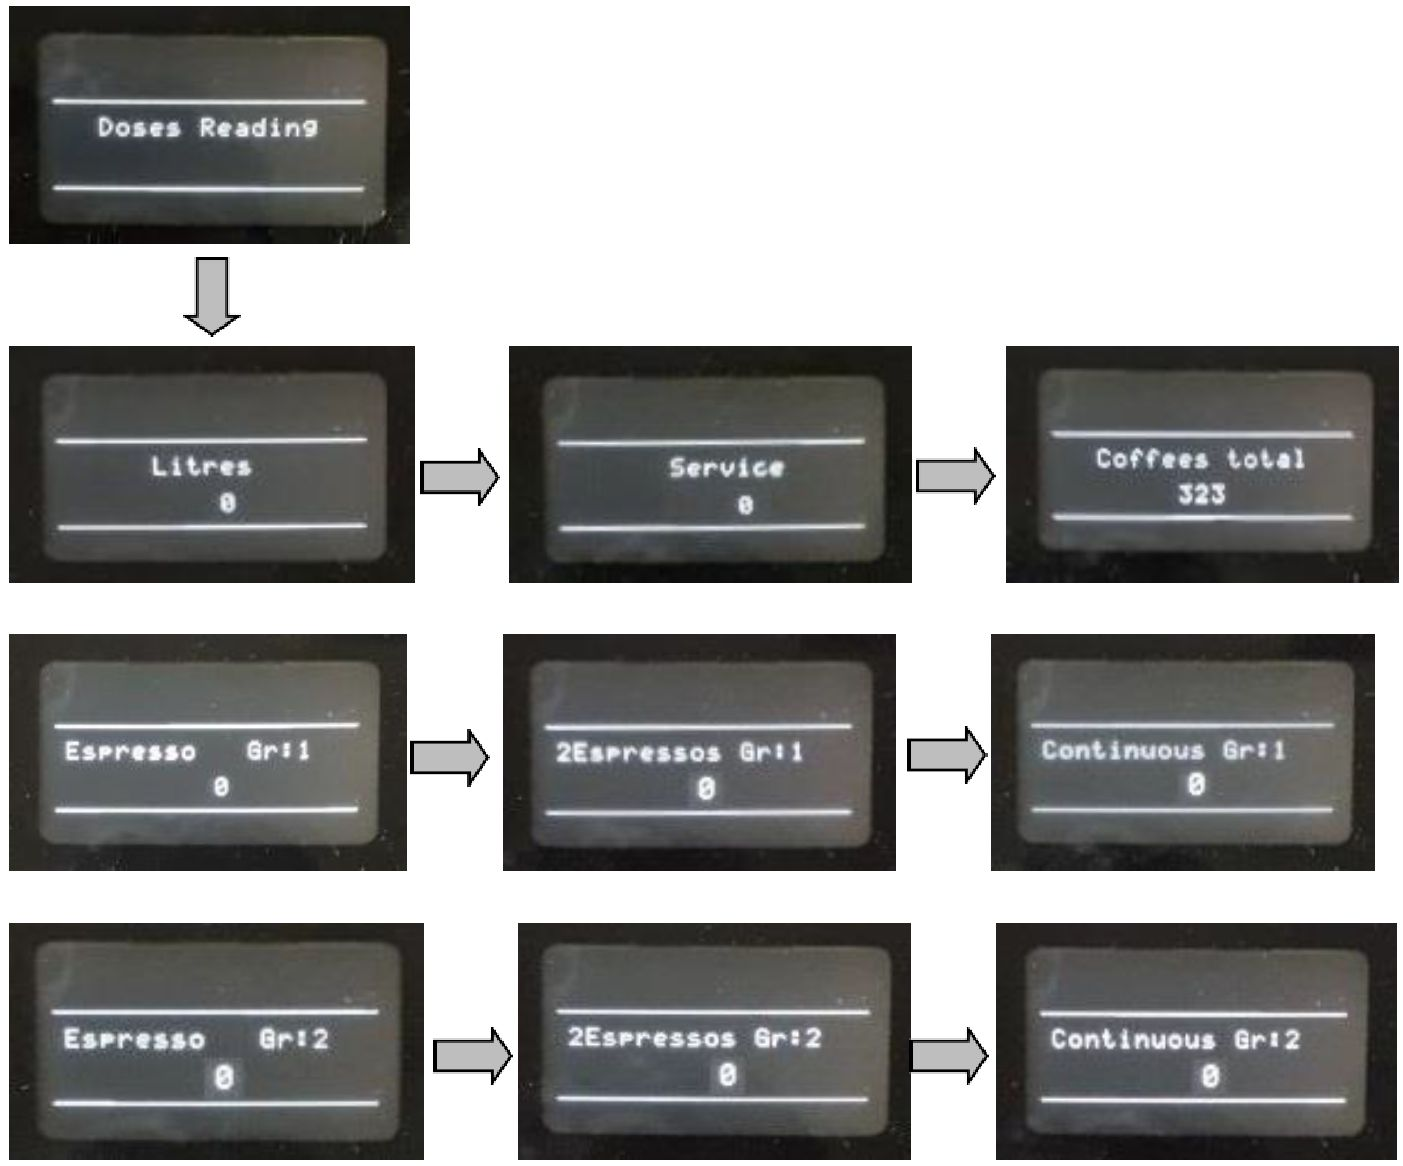 Doses Reading
Litres
0
Service
0
Coffees total
323
Espresso Gr:1
0
2Espressos Gr:1
0
Continuous Gr:1
0
Espresso Gr:2
0
2Espressos Gr:2
0
Continuous Gr:2
0